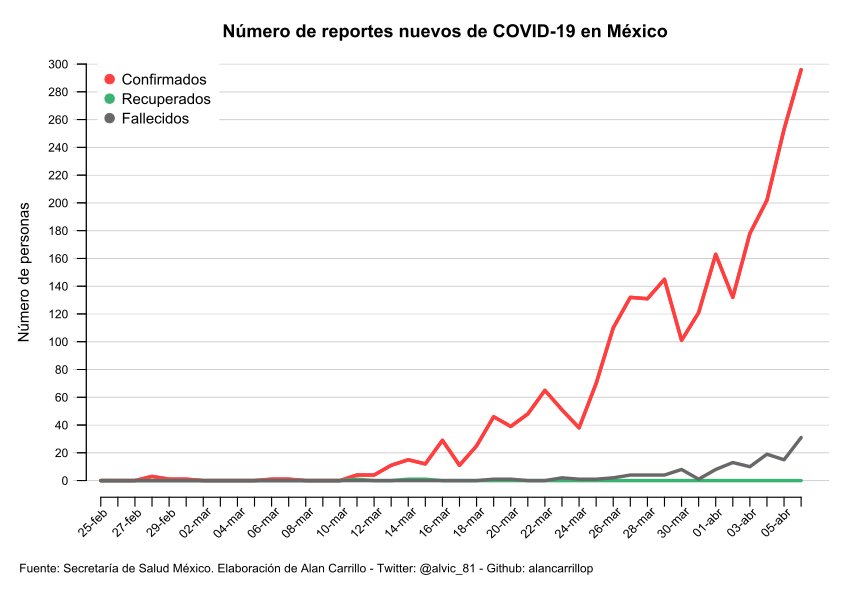 Número de reportes nuevos de COVID-19 en México
Confirmados
Recuperados
Fallecidos
Número de personas
300
280
260
240
220
200
180
160
140
120
100
80
60
40
20
0
25-feb
27-feb
29-feb
02-mar
04-mar
06-mar
08-mar
10-mar
12-mar
14-mar
16-mar
18-mar
20-mar
22-mar
24-mar
26-mar
28-mar
30-mar
01-abr
03-abr
05-abr
Fuente: Secretaría de Salud México. Elaboración de Alan Carrillo - Twitter: @alvic_81 - Github: alancarrillop